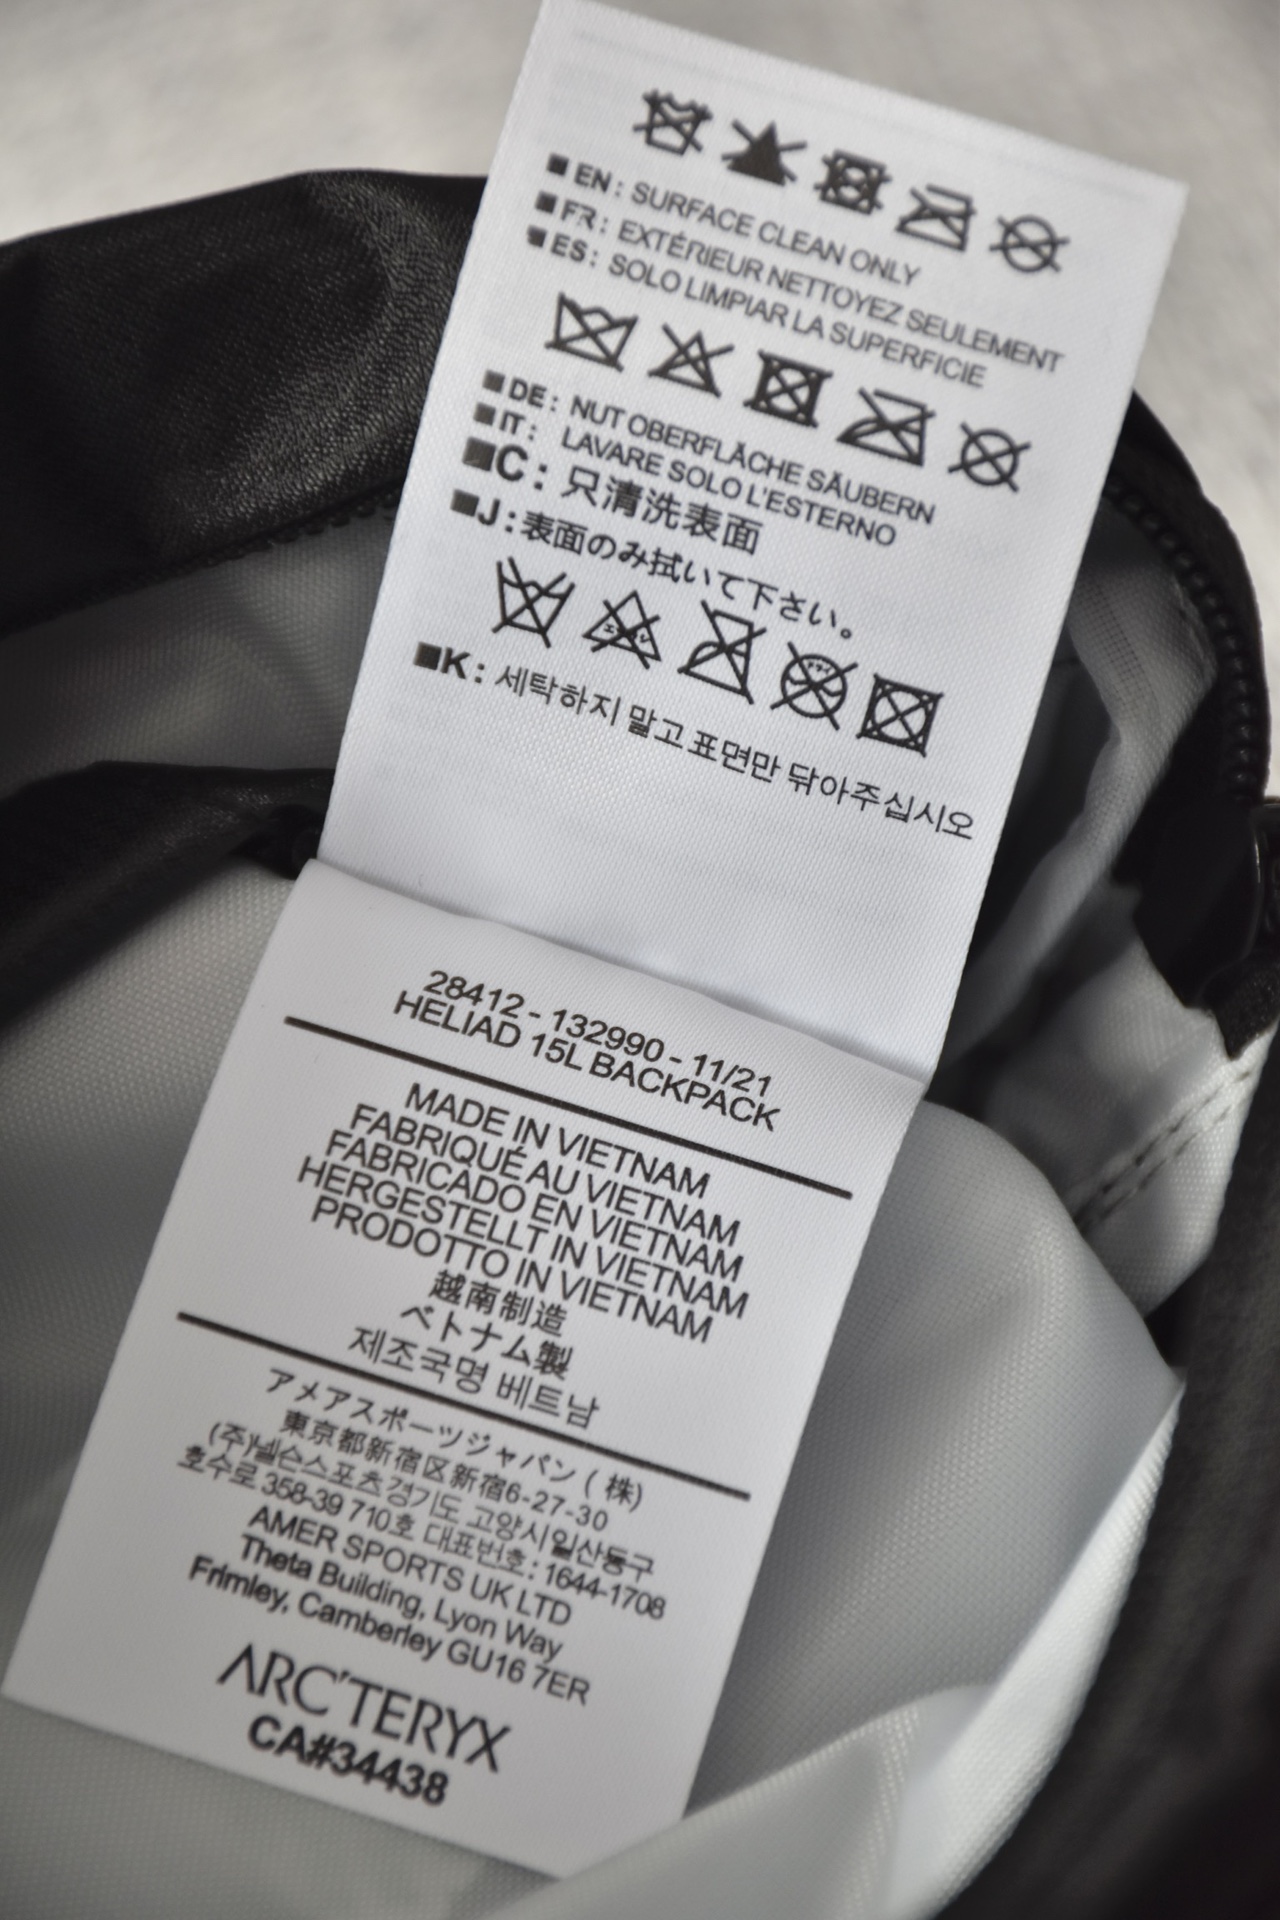 ■ EN : SURFACE CLEAN ONLY
■ FR : EXTÉRIEUR NETTOYEZ SEULEMENT
■ ES : SOLO LIMPIAR LA SUPERFICIE
■ DE : NUT OBERFLÄCHE SÄUBERN
■ IT : LAVARE SOLO L'ESTERNO
■C : 只清洗表面
■J : 表面のみ拭いて下さい。
■K : 세탁하지 말고 표면만 닦아주십시오
28412 - 132990 - 11/21
HELIAD 15L BACKPACK
MADE IN VIETNAM
FABRIQUÉ AU VIETNAM
FABRICADO EN VIETNAM
HERGESTELLT IN VIETNAM
PRODOTTO IN VIETNAM
越南制造
ベトナム製
제조국명 베트남
アメアスポーツジャパン ( 株)
東京都新宿区新宿6-27-30
(주)넬슨스포츠 경기도 고양시일산동구
호수로 358-39 710호 대표번호 : 1644-1708
AMER SPORTS UK LTD
Theta Building, Lyon Way
Frimley, Camberley GU16 7ER
ARC'TERYX
CA#34438